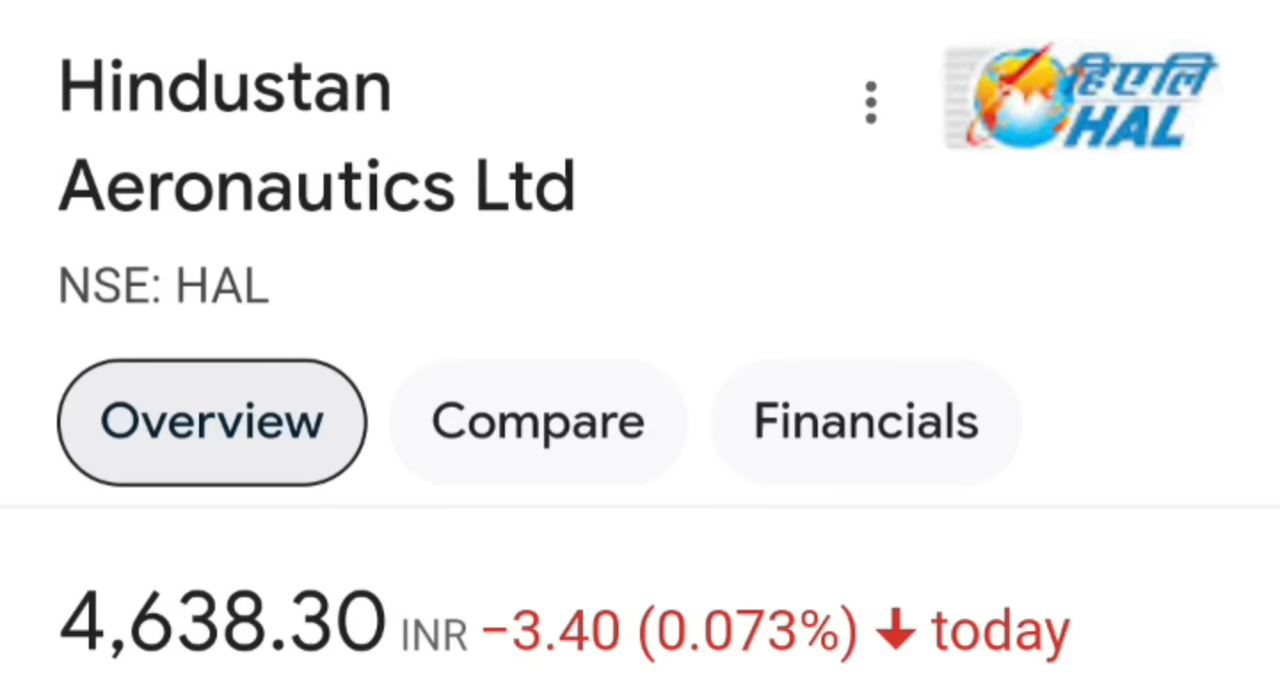 Hindustan
Aeronautics Ltd
हिएलि
HAL
NSE: HAL
Overview Compare Financials
4,638.30 INR −3.40 (0.073%) ↓ today